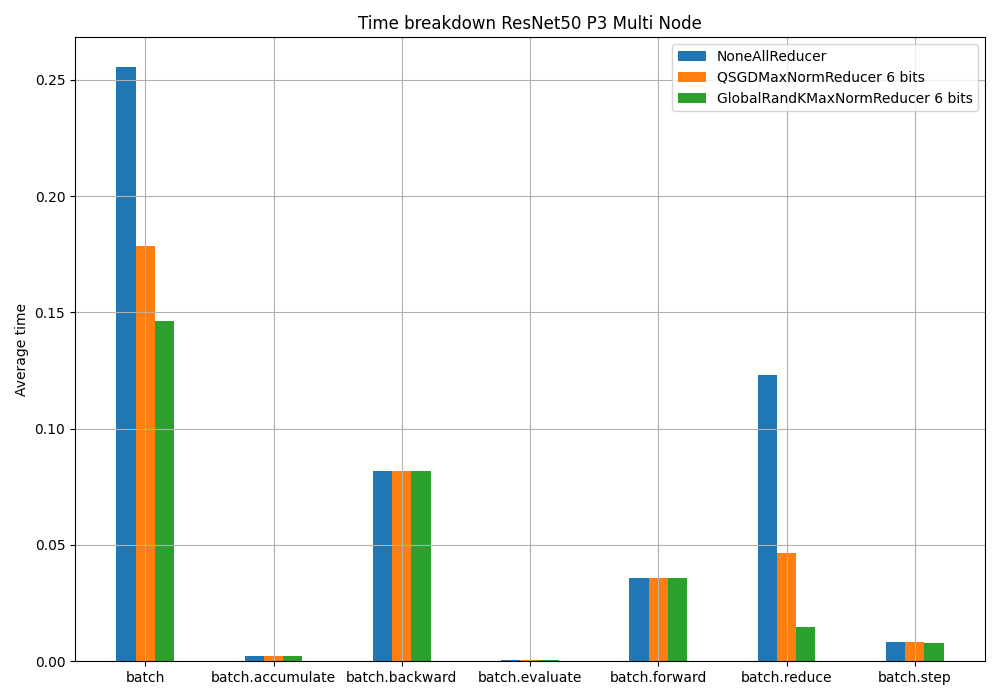 Time breakdown ResNet50 P3 Multi Node
NoneAllReducer
QSGDMaxNormReducer 6 bits
GlobalRandKMaxNormReducer 6 bits
Average time
0.25
0.20
0.15
0.10
0.05
0.00
batch
batch.accumulate
batch.backward
batch.evaluate
batch.forward
batch.reduce
batch.step